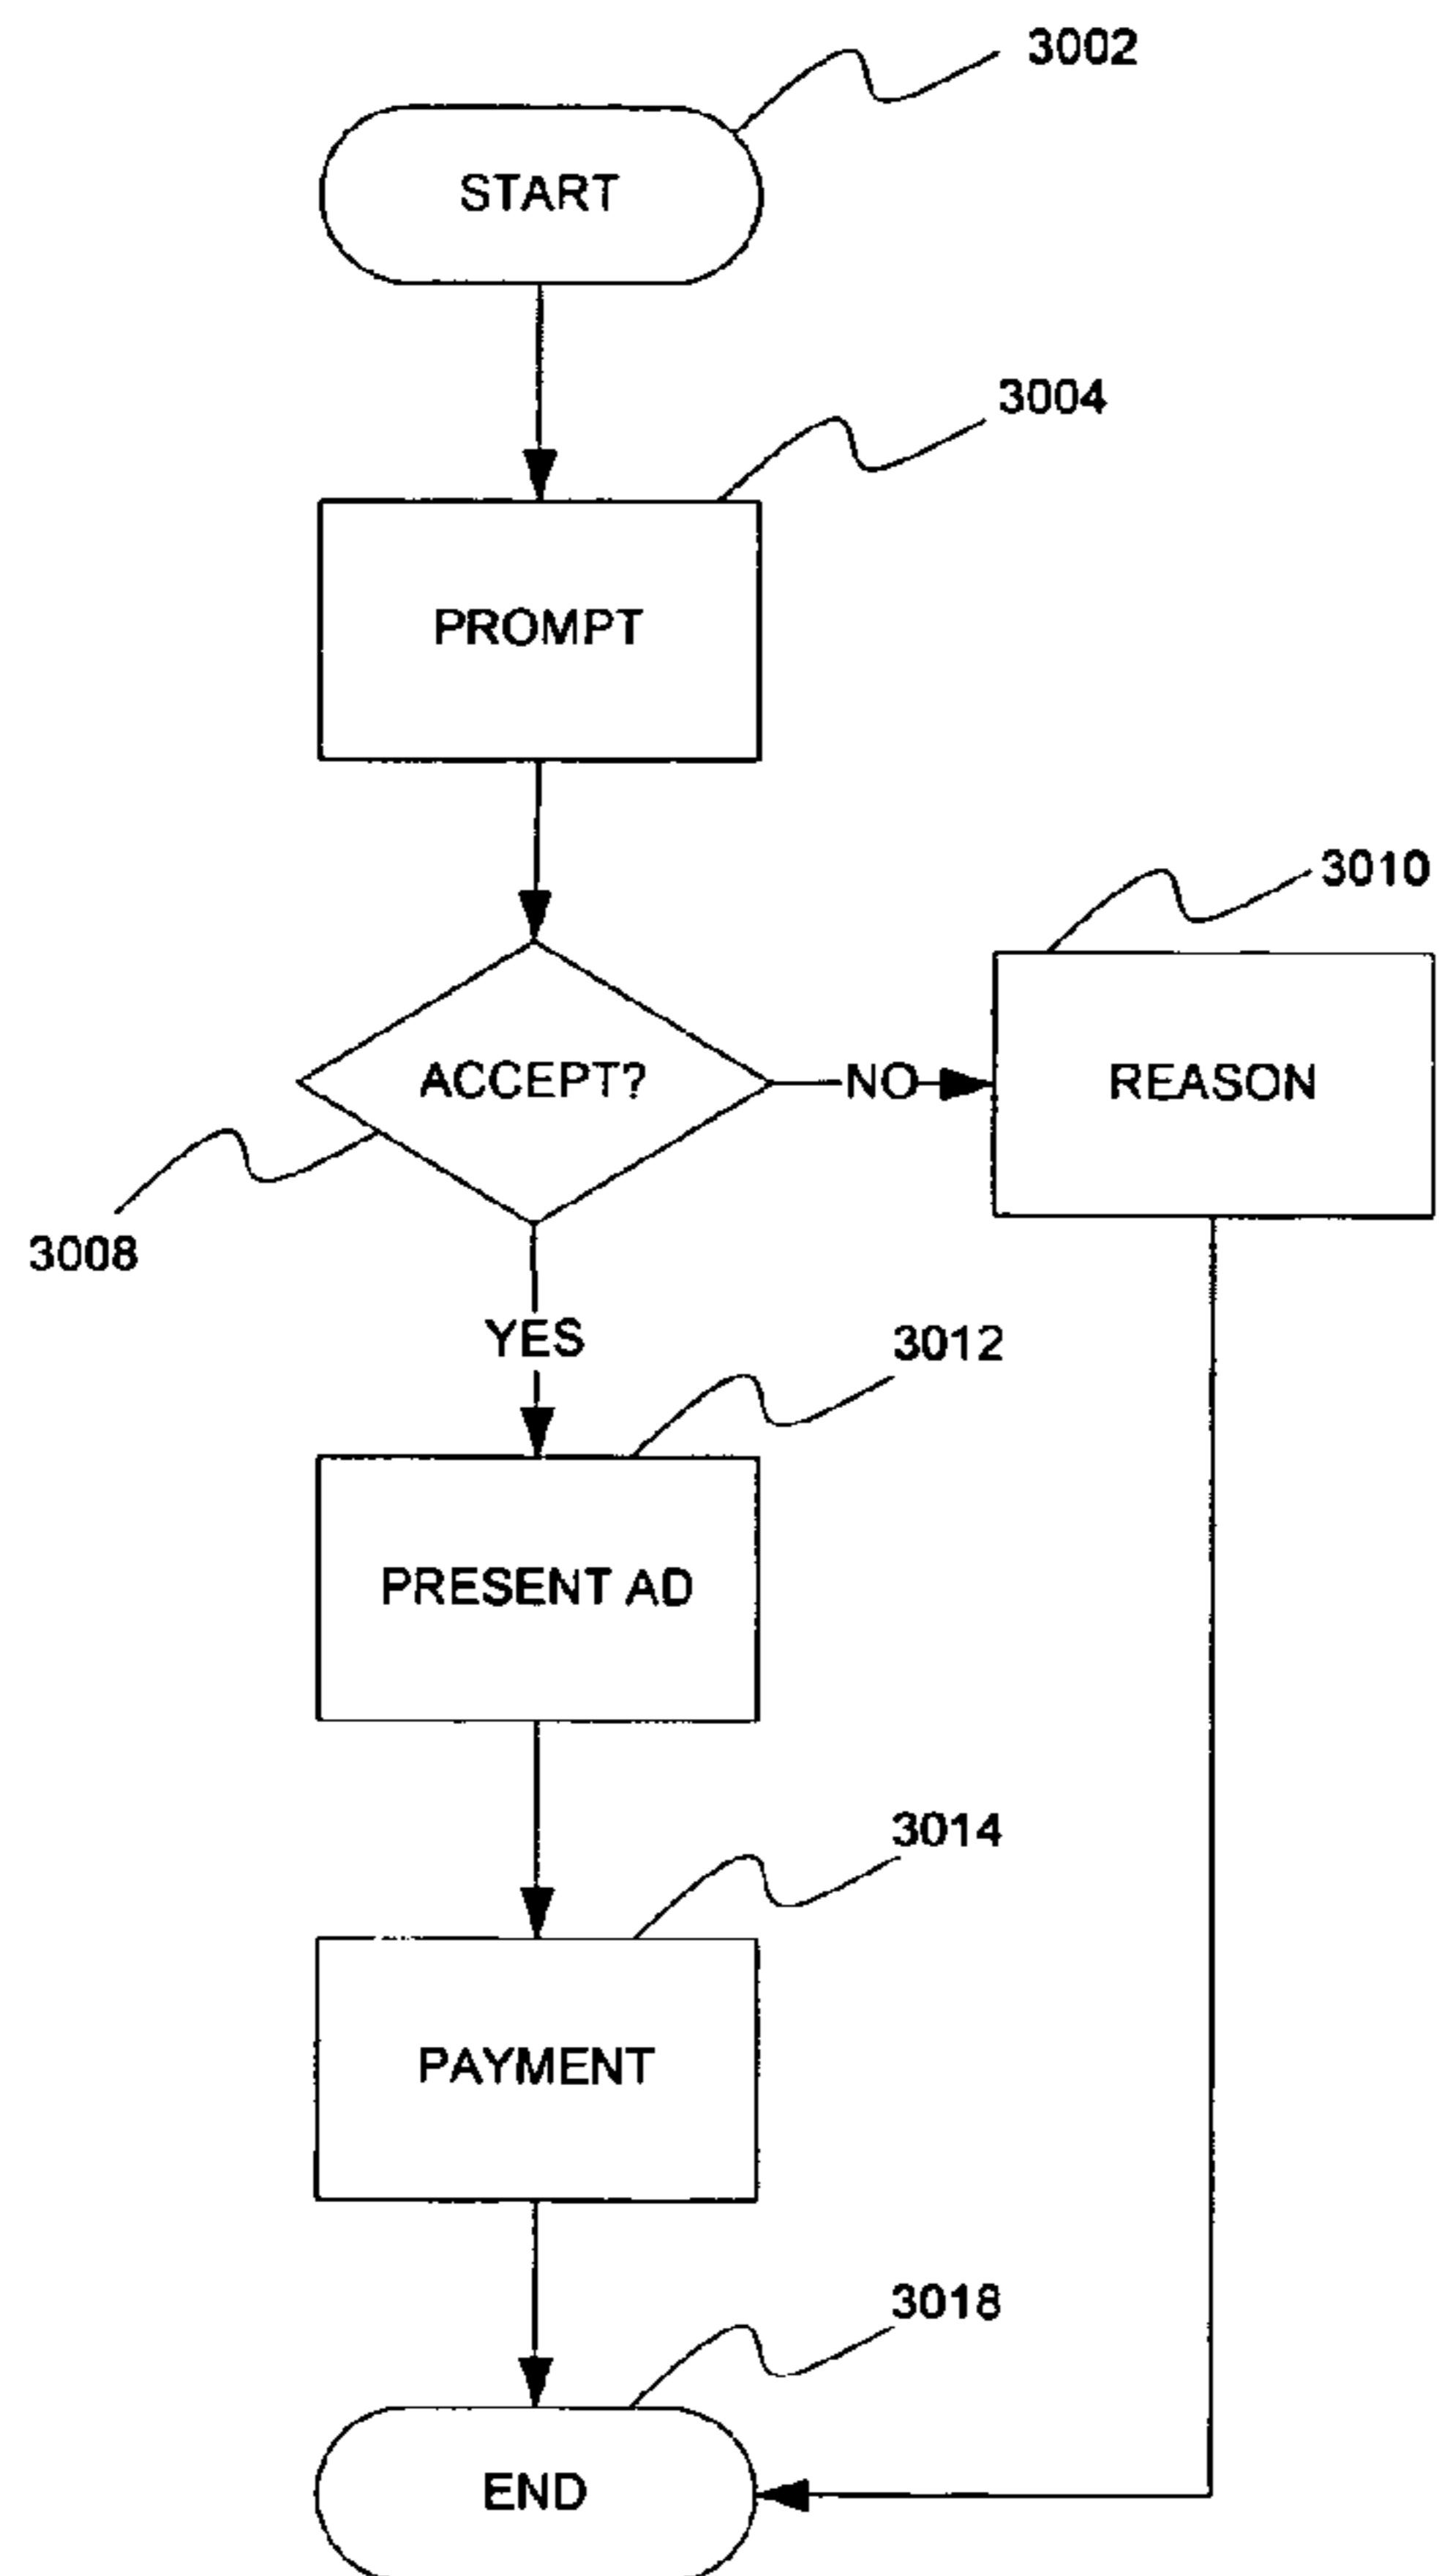 3002
START
3004
PROMPT
3010
ACCEPT?
NO
REASON
3008
YES
3012
PRESENT AD
3014
PAYMENT
3018
END